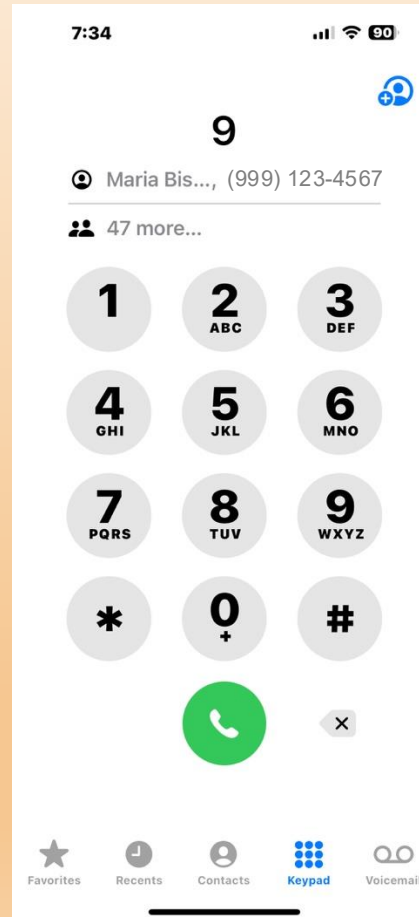 7:34 90
9
Maria Bis..., (999) 123-4567
47 more...
1 2 3
ABC DEF
4 5 6
GHI JKL MNO
7 8 9
PQRS TUV WXYZ
* 0 #
+
Favorites Recents Contacts Keypad Voicemail